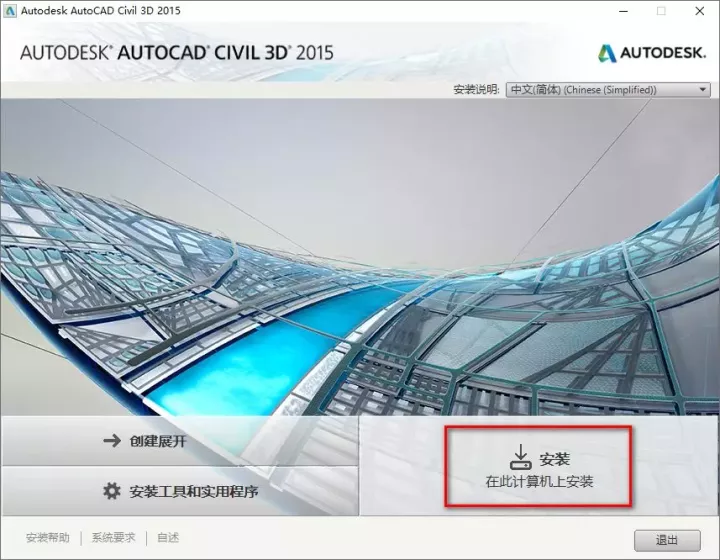 Autodesk AutoCAD Civil 3D 2015
AUTODESK® AUTOCAD® CIVIL 3D® 2015
AUTODESK.
安装说明: 中文(简体) (Chinese (Simplified))
创建展开
安装工具和实用程序
安装
在此计算机上安装
安装帮助 系统要求 自述
退出